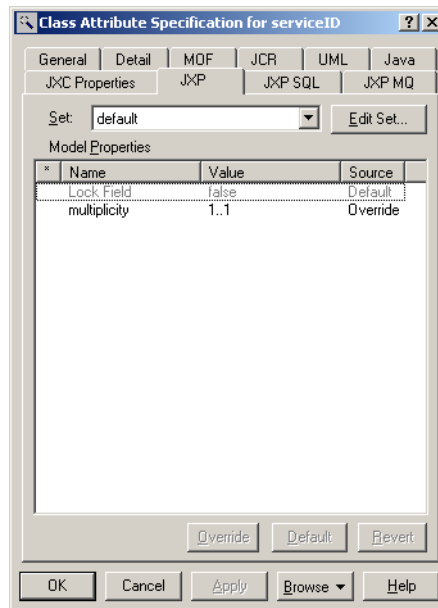 Class Attribute Specification for serviceID
General Detail MOF JCR UML Java
JXC Properties JXP JXP SQL JXP MQ
Set: default Edit Set...
Model Properties
* Name Value Source
Lock Field false Default
multiplicity 1..1 Override
Override Default Revert
OK Cancel Apply Browse Help